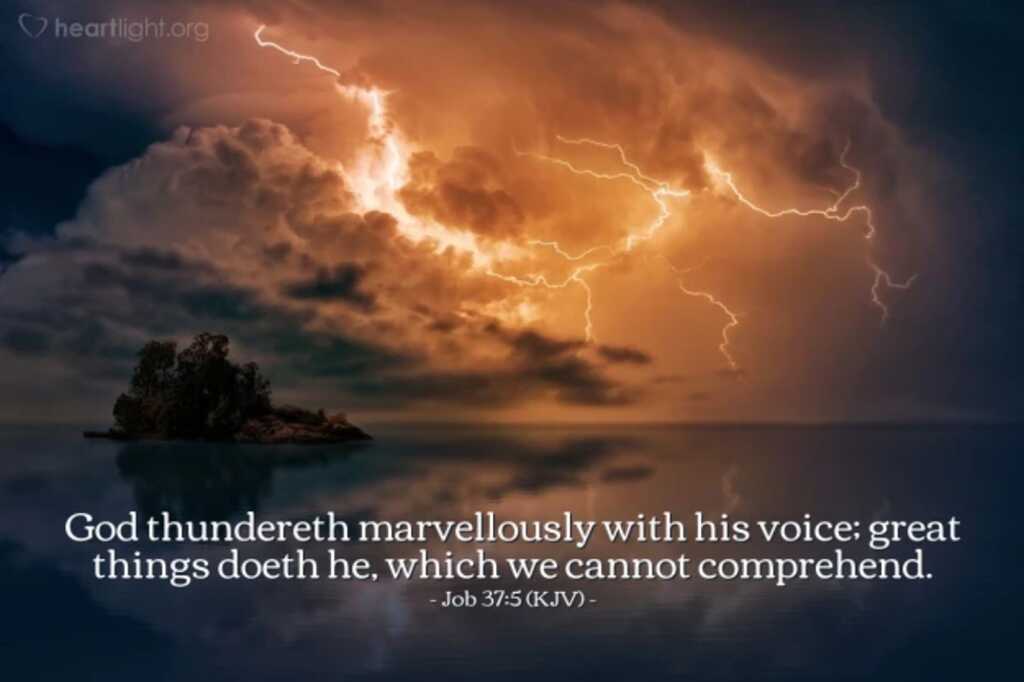 heartlight.org
God thundereth marvellously with his voice; great
things doeth he, which we cannot comprehend.
- Job 37:5 (KJV) -